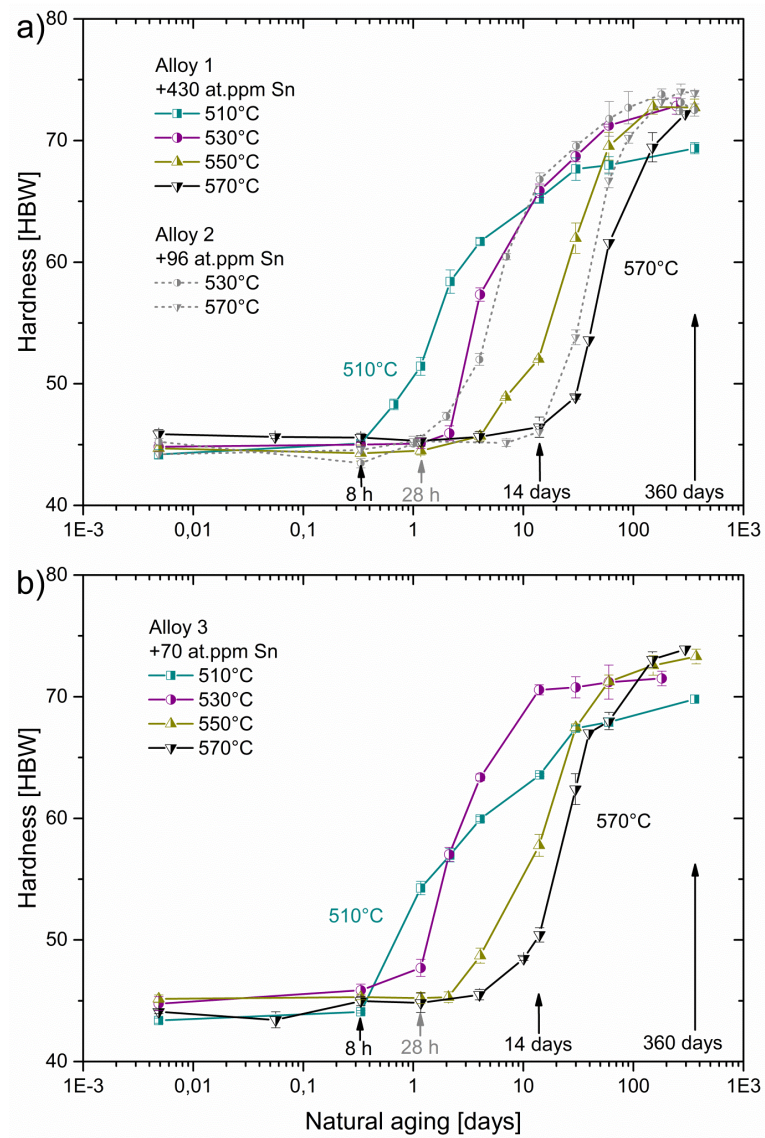 a)
80
70
60
50
40
Hardness [HBW]
Alloy 1
+430 at.ppm Sn
510°C
530°C
550°C
570°C
Alloy 2
+96 at.ppm Sn
530°C
570°C
510°C
570°C
8 h
28 h
14 days
360 days
1E-3
0,01
0,1
1
10
100
1E3
b)
80
70
60
50
40
Hardness [HBW]
Alloy 3
+70 at.ppm Sn
510°C
530°C
550°C
570°C
510°C
570°C
8 h
28 h
14 days
360 days
1E-3
0,01
0,1
1
10
100
1E3
Natural aging [days]